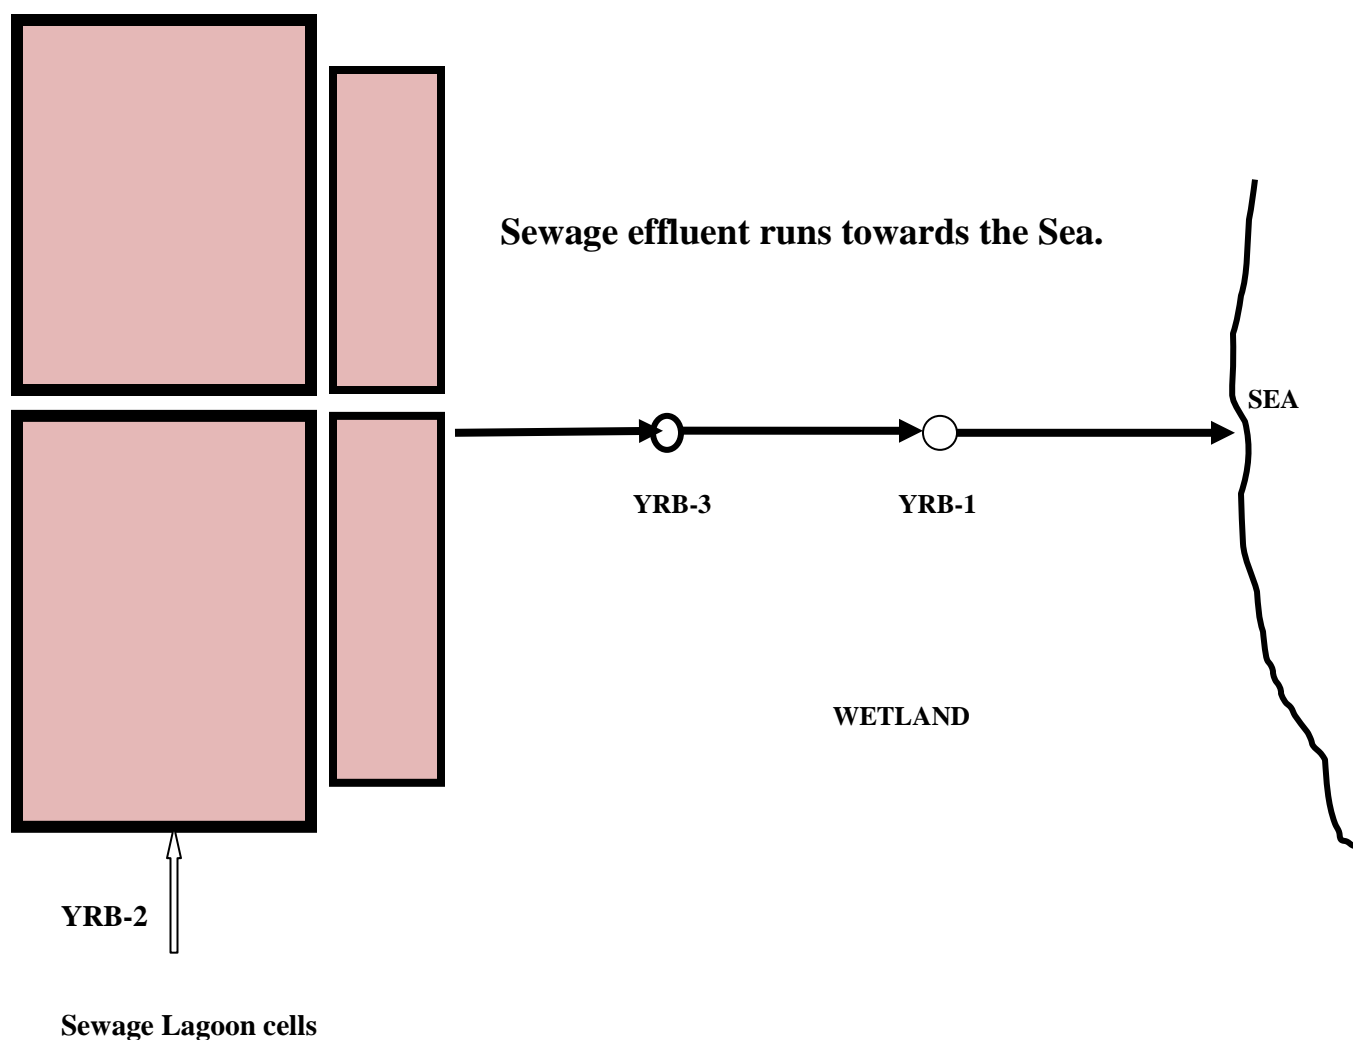 Sewage effluent runs towards the Sea.
SEA
YRB-3
YRB-1
WETLAND
YRB-2
Sewage Lagoon cells